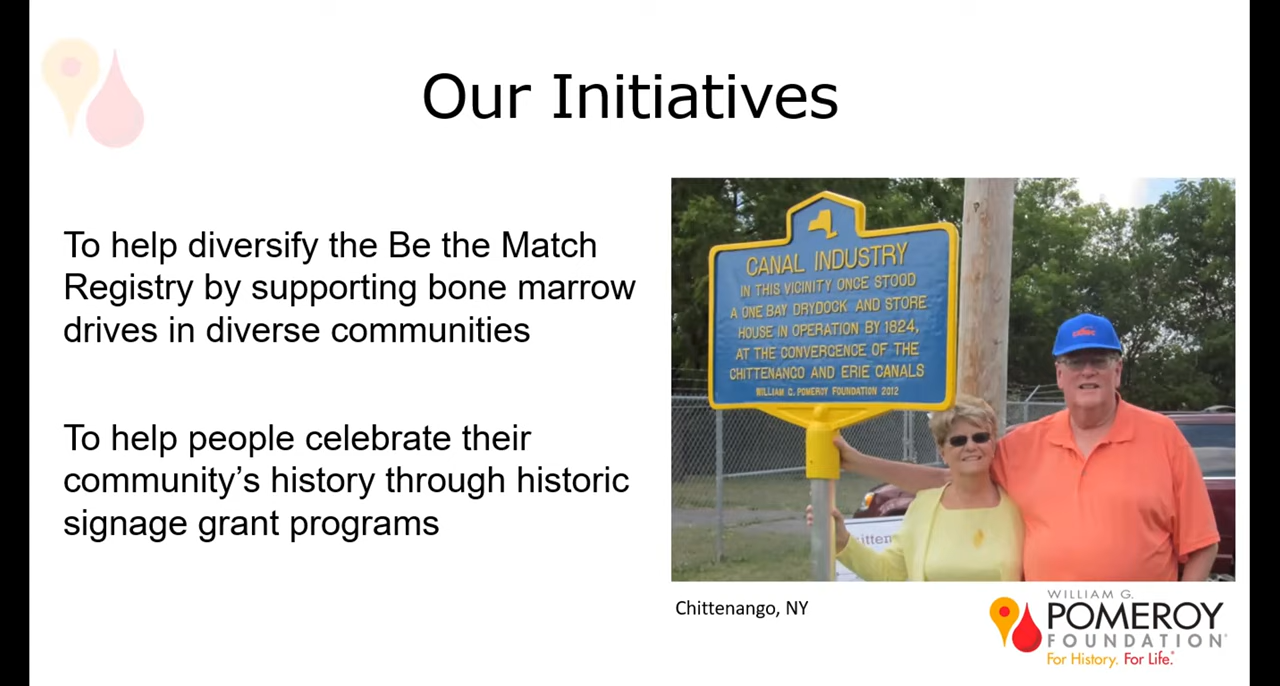 Our Initiatives
To help diversify the Be the Match
Registry by supporting bone marrow
drives in diverse communities
To help people celebrate their
community’s history through historic
signage grant programs
CANAL INDUSTRY
IN THIS VICINITY ONCE STOOD
A ONE BAY DRYDOCK AND STORE
HOUSE IN OPERATION BY 1824,
AT THE CONVERGENCE OF THE
CHITTENANGO AND ERIE CANALS
WILLIAM G. POMEROY FOUNDATION 2012
Chittenango, NY
WILLIAM G.
POMEROY
FOUNDATION®
For History. For Life.®